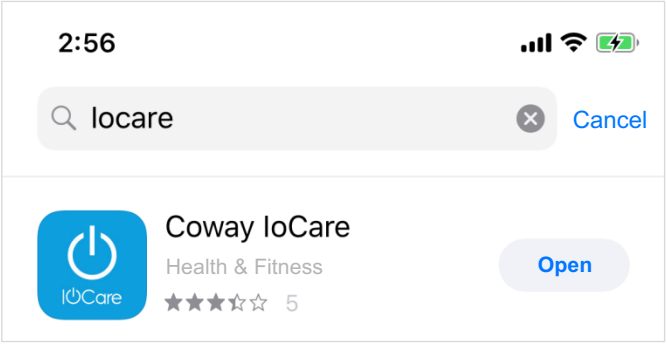 2:56
Iocare
Cancel
Coway IoCare
Health & Fitness
5
Open
IOCare